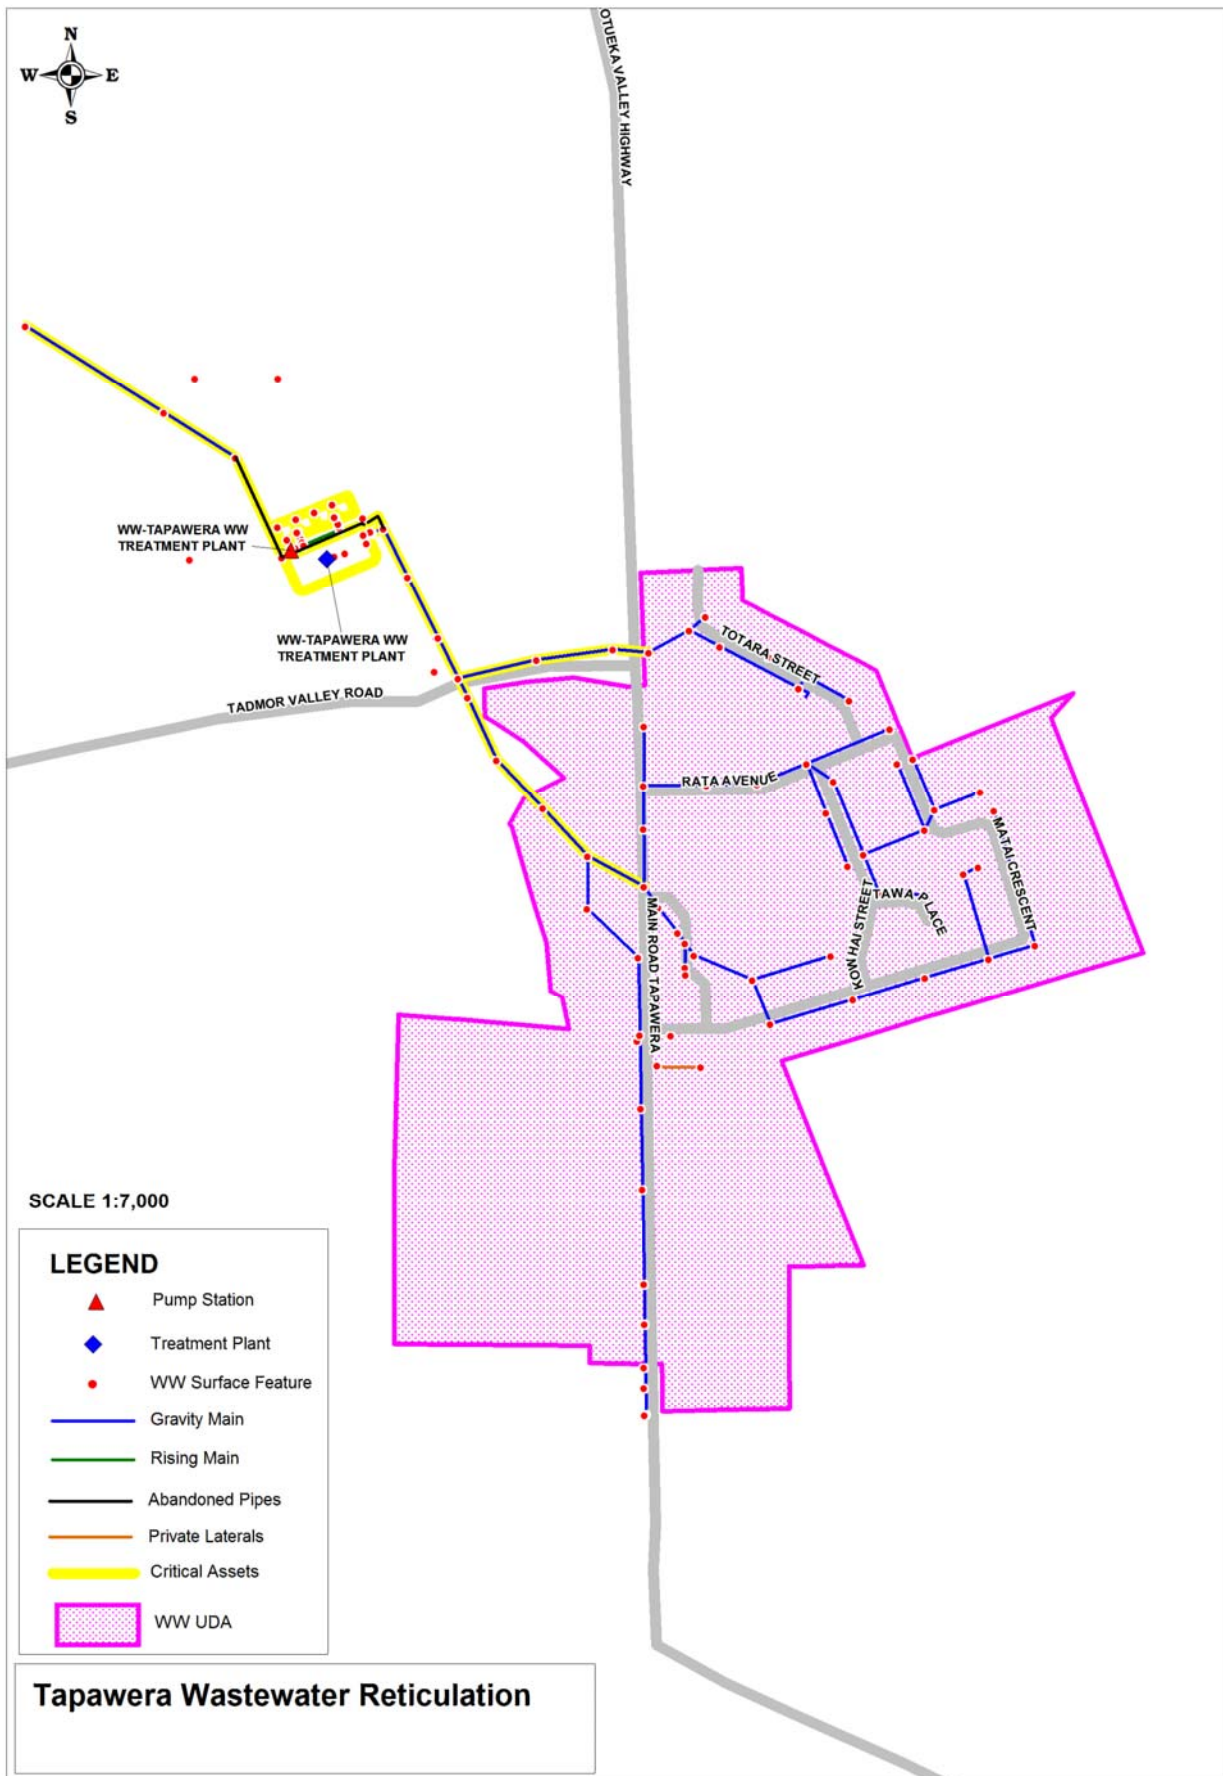 N
W E
S
OTUEKA VALLEY HIGHWAY
WW-TAPAWERA WW
TREATMENT PLANT
WW-TAPAWERA WW
TREATMENT PLANT
TADMOR VALLEY ROAD
TOTARA STREET
RATA AVENUE
MATAI CRESCENT
TAWA PLACE
KOWHAI STREET
MAIN ROAD TAPAWERA
SCALE 1:7,000
LEGEND
Pump Station
Treatment Plant
WW Surface Feature
Gravity Main
Rising Main
Abandoned Pipes
Private Laterals
Critical Assets
WW UDA
Tapawera Wastewater Reticulation